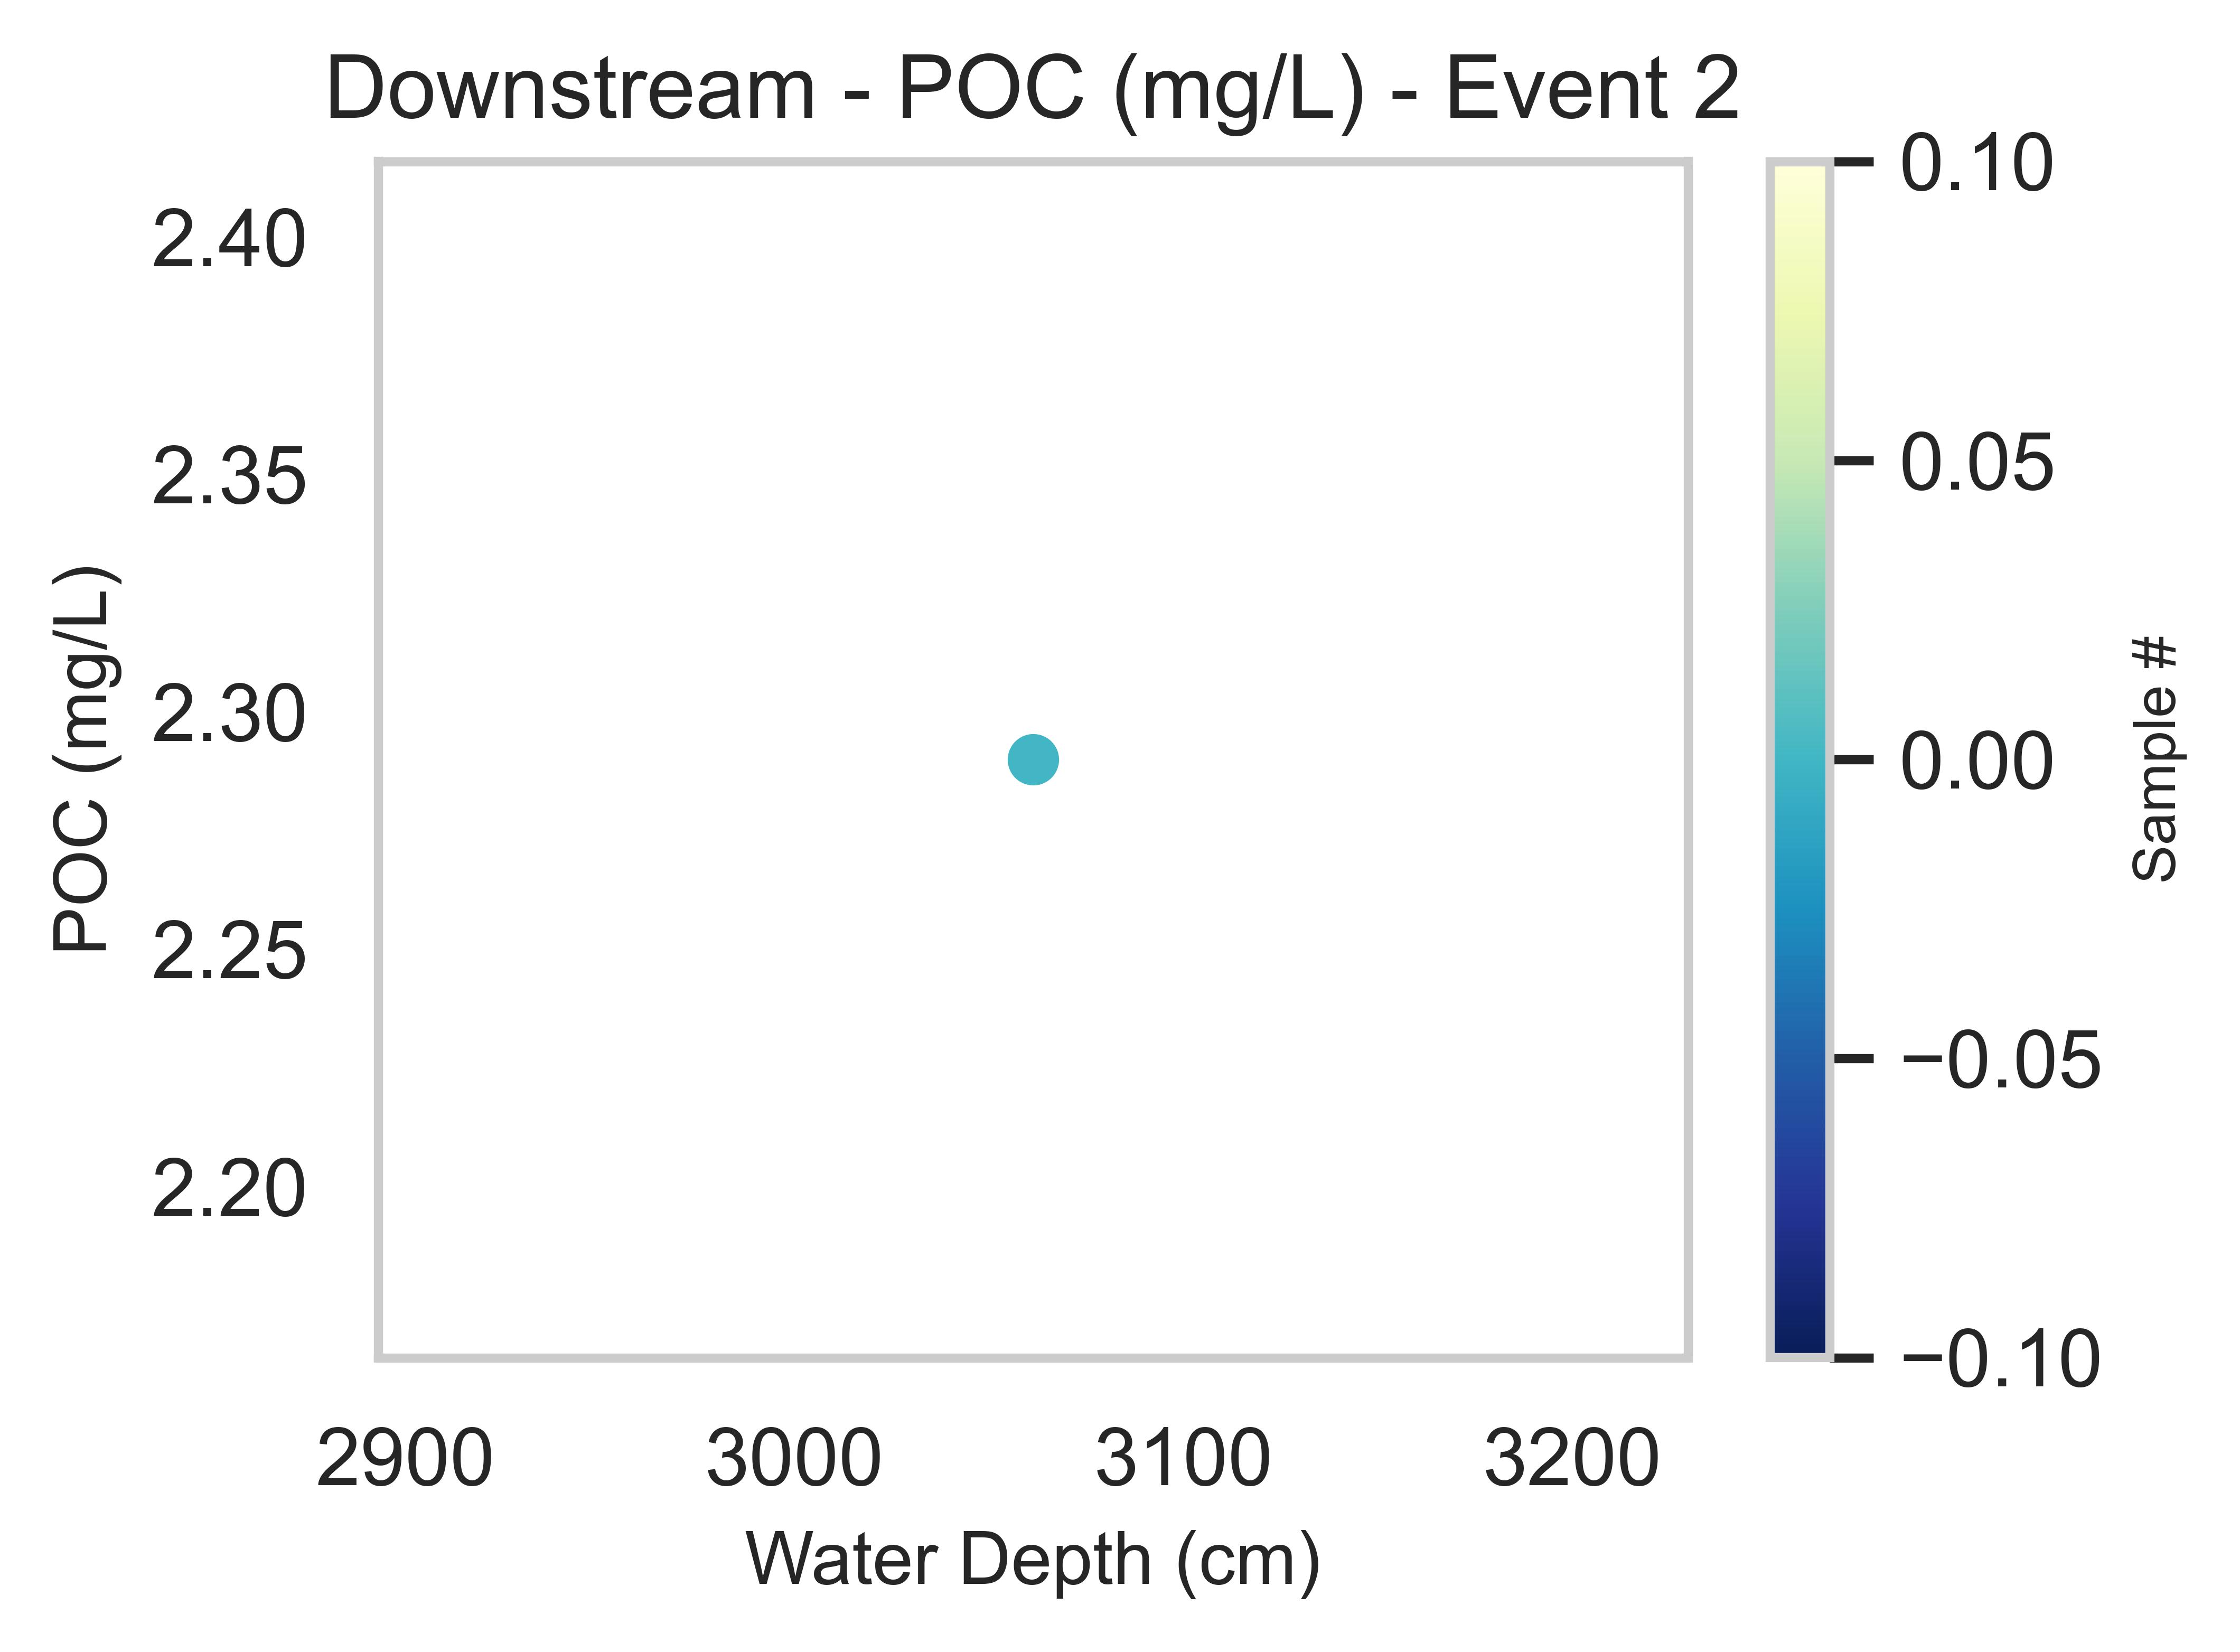 Downstream - POC (mg/L) - Event 2
POC (mg/L)
2.40
2.35
2.30
2.25
2.20
2900 3000 3100 3200
Water Depth (cm)
0.10
0.05
0.00
−0.05
−0.10
Sample #